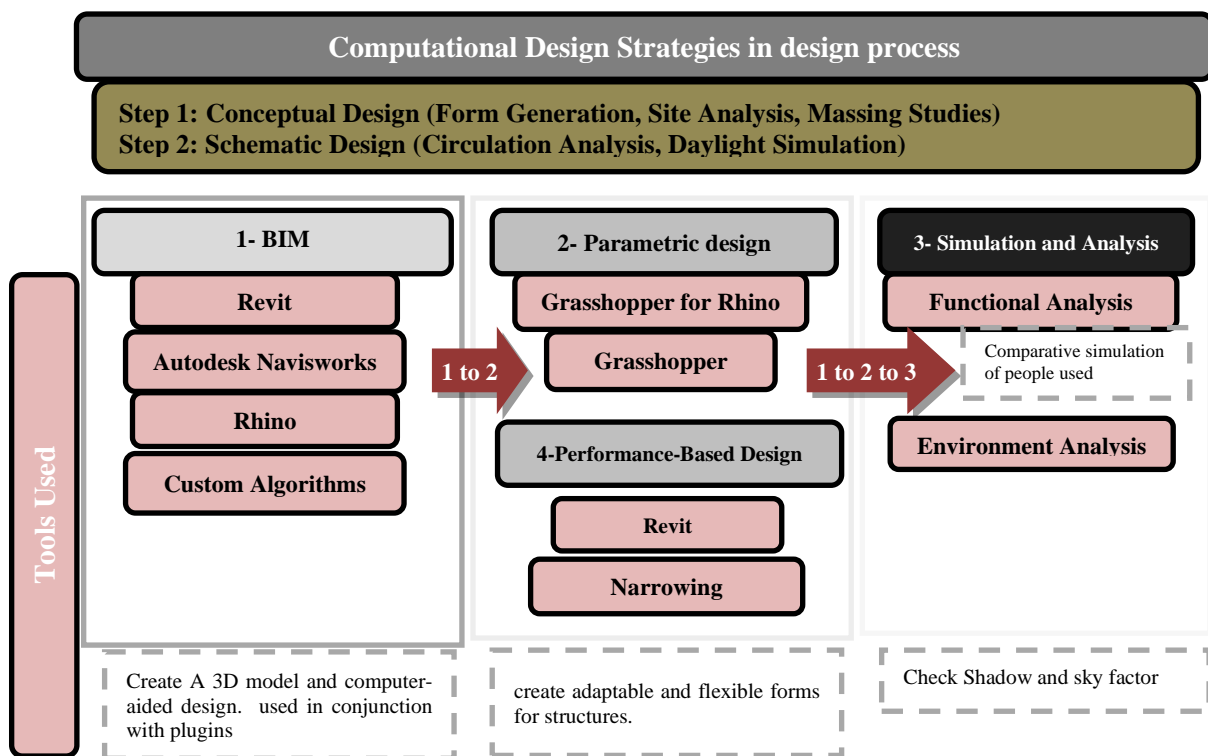 Computational Design Strategies in design process
Step 1: Conceptual Design (Form Generation, Site Analysis, Massing Studies)
Step 2: Schematic Design (Circulation Analysis, Daylight Simulation)
Tools Used
1- BIM
Revit
Autodesk Navisworks
Rhino
Custom Algorithms
Create A 3D model and computer-
aided design. used in conjunction
with plugins
1 to 2
2- Parametric design
Grasshopper for Rhino
Grasshopper
4-Performance-Based Design
Revit
Narrowing
create adaptable and flexible forms
for structures.
1 to 2 to 3
3- Simulation and Analysis
Functional Analysis
Comparative simulation
of people used
Environment Analysis
Check Shadow and sky factor